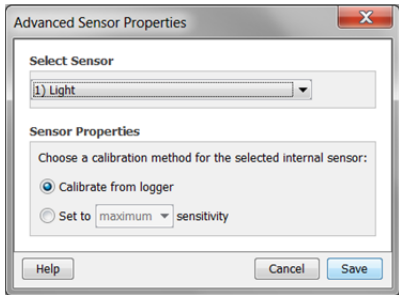 Advanced Sensor Properties
Select Sensor
1) Light
Sensor Properties
Choose a calibration method for the selected internal sensor:
Calibrate from logger
Set to maximum sensitivity
Help Cancel Save